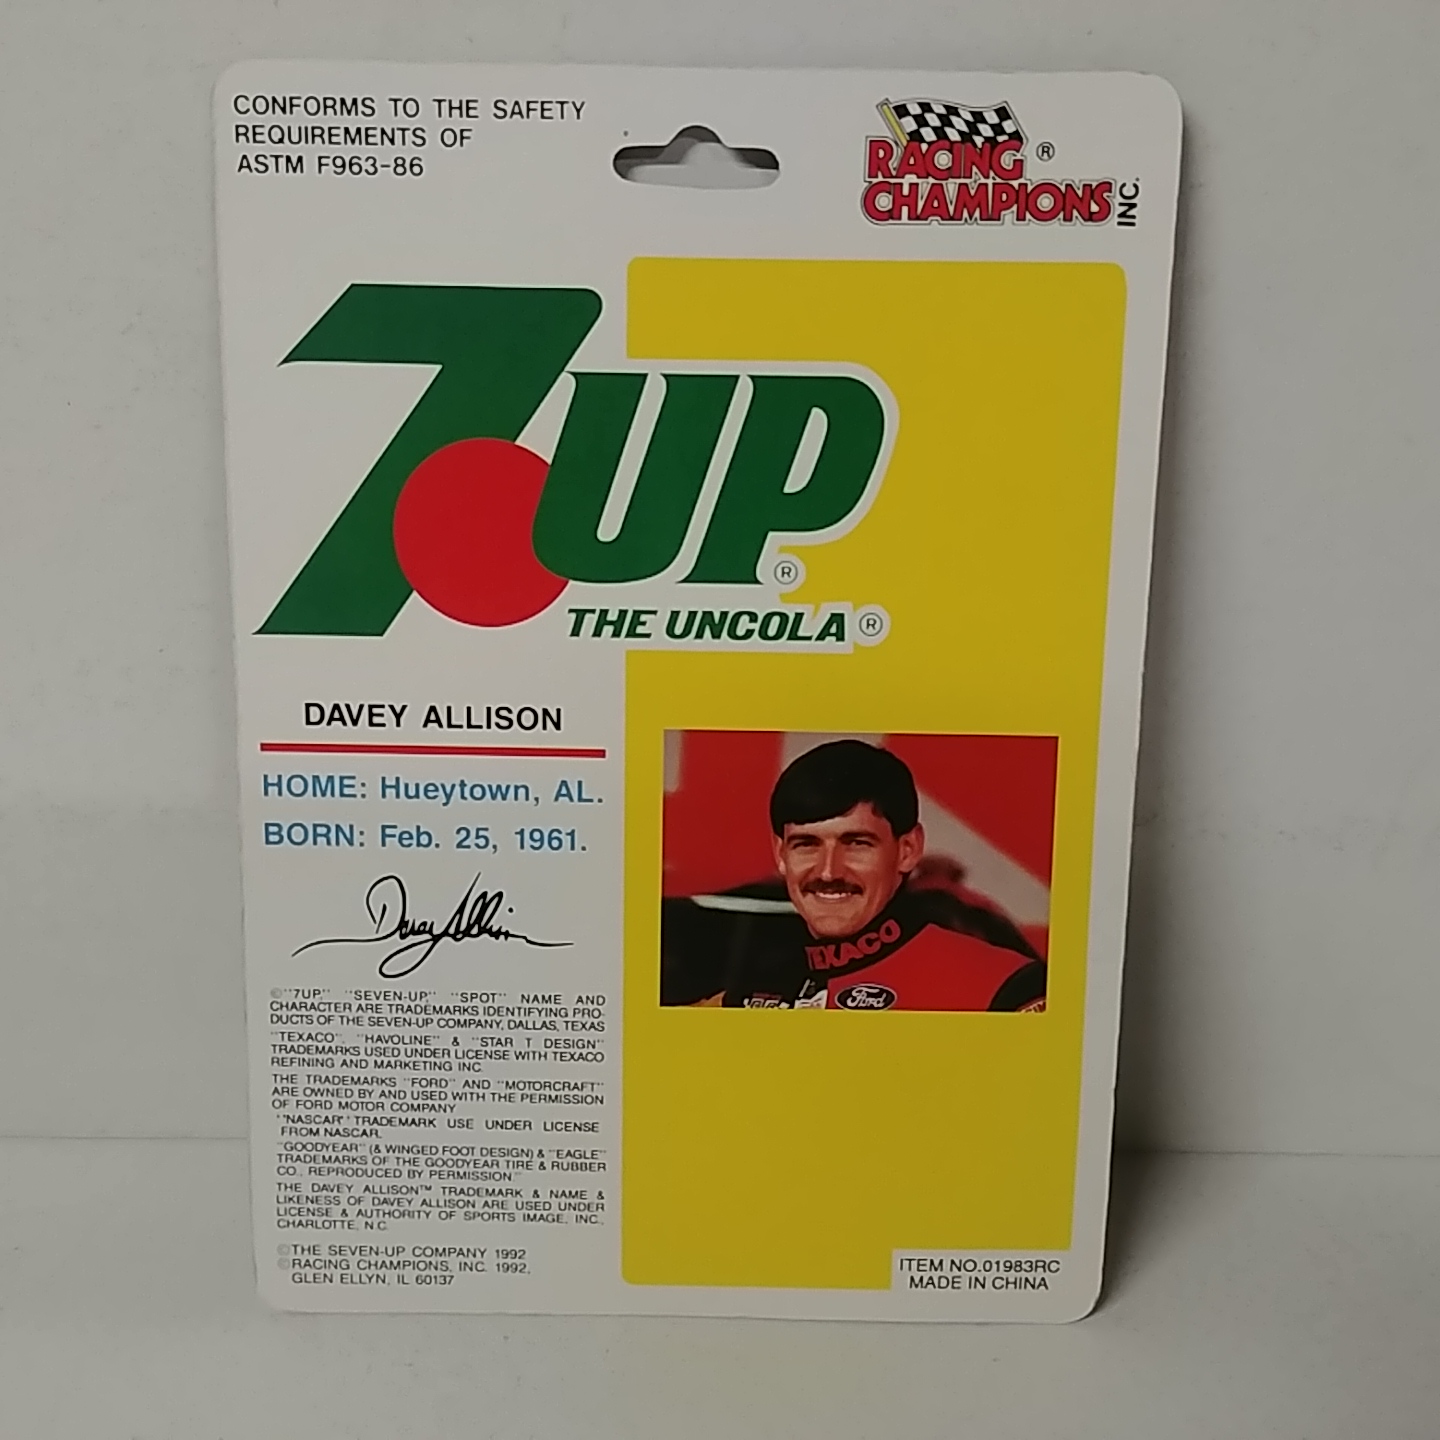 CONFORMS TO THE SAFETY
REQUIREMENTS OF
ASTM F963-86
RACING ®
CHAMPIONS INC.
7UP ®
THE UNCOLA ®
DAVEY ALLISON
HOME: Hueytown, AL.
BORN: Feb. 25, 1961.
Davey Allison
TEXACO
Ford
©"7UP," "SEVEN-UP," "SPOT" NAME AND
CHARACTER ARE TRADEMARKS IDENTIFYING PRO-
DUCTS OF THE SEVEN-UP COMPANY, DALLAS, TEXAS
"TEXACO", "HAVOLINE" & "STAR T DESIGN"
TRADEMARKS USED UNDER LICENSE WITH TEXACO
REFINING AND MARKETING INC.
THE TRADEMARKS "FORD" AND "MOTORCRAFT"
ARE OWNED BY AND USED WITH THE PERMISSION
OF FORD MOTOR COMPANY
"NASCAR" TRADEMARK USE UNDER LICENSE
FROM NASCAR.
"GOODYEAR" (& WINGED FOOT DESIGN) & "EAGLE"
TRADEMARKS OF THE GOODYEAR TIRE & RUBBER
CO., REPRODUCED BY PERMISSION."
THE DAVEY ALLISON™ TRADEMARK & NAME &
LIKENESS OF DAVEY ALLISON ARE USED UNDER
LICENSE & AUTHORITY OF SPORTS IMAGE, INC.,
CHARLOTTE, N.C.
©THE SEVEN-UP COMPANY 1992
©RACING CHAMPIONS, INC. 1992,
GLEN ELLYN, IL 60137
ITEM NO.01983RC
MADE IN CHINA